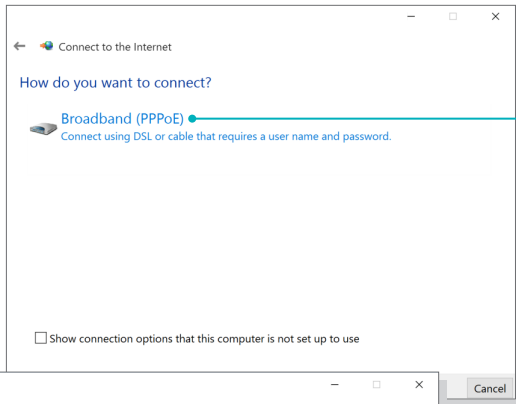 Connect to the Internet
How do you want to connect?
Broadband (PPPoE)
Connect using DSL or cable that requires a user name and password.
Show connection options that this computer is not set up to use
Cancel